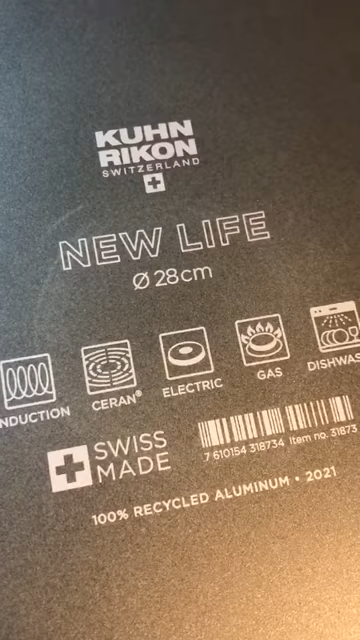 KUHN
RIKON
SWITZERLAND
NEW LIFE
Ø 28cm
NDUCTION
CERAN®
ELECTRIC
GAS
DISHWAS
SWISS
MADE
7 610154 318734 Item no. 31873
100% RECYCLED ALUMINUM • 2021